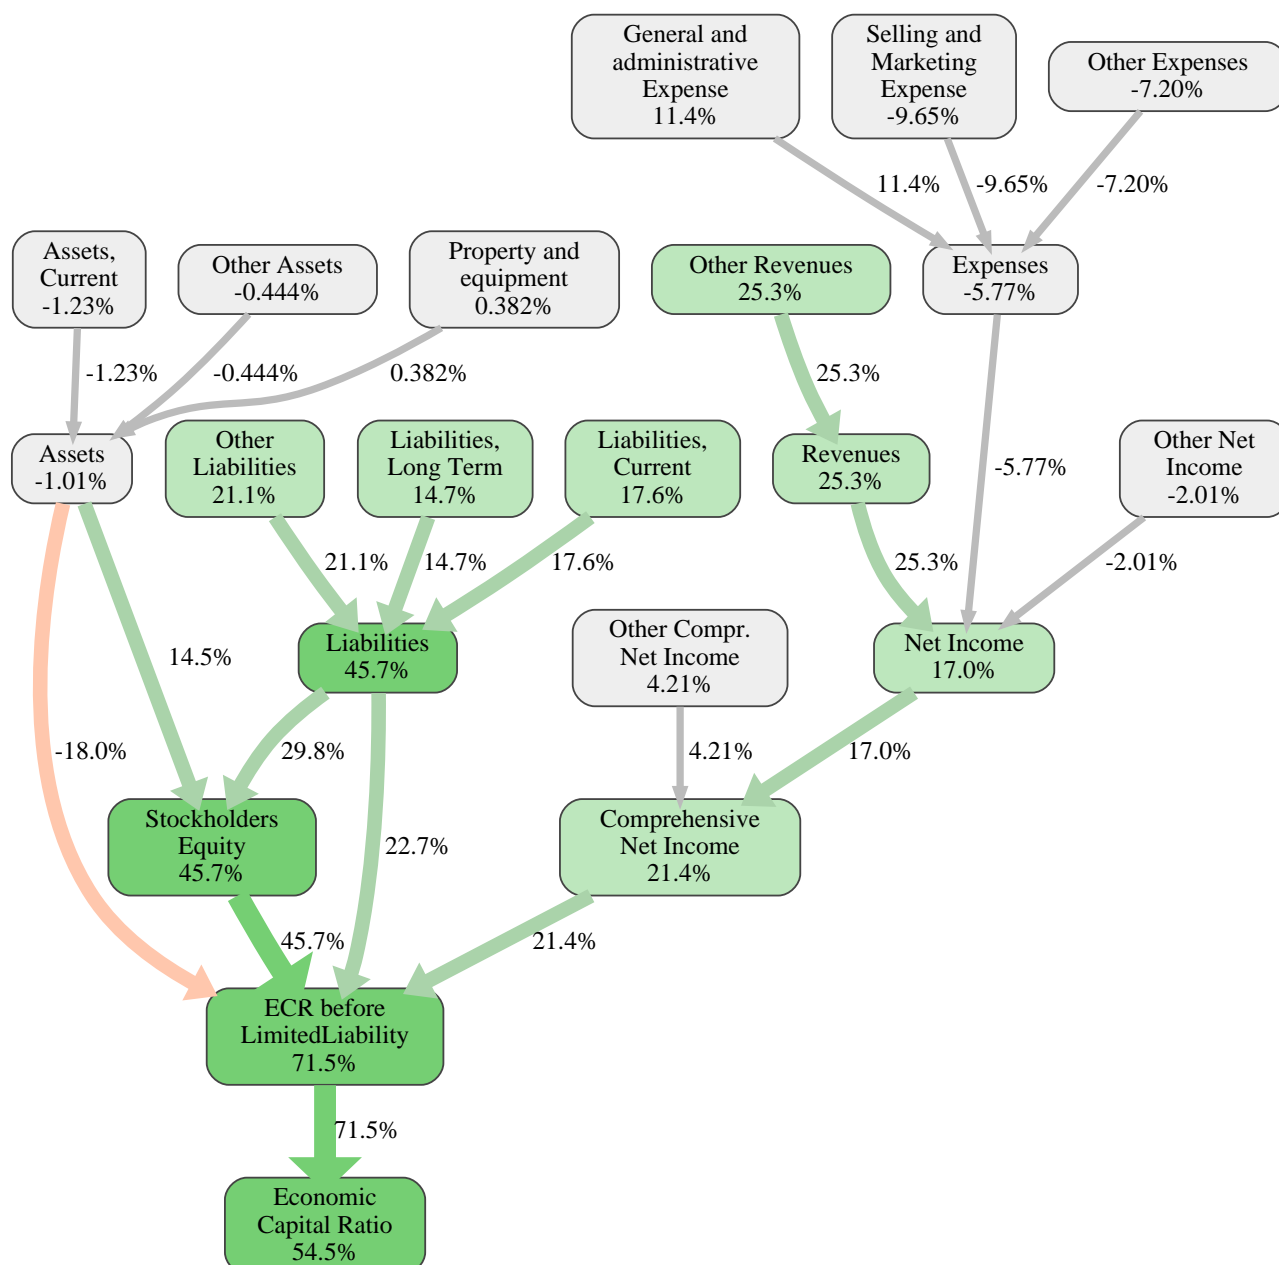 General and
administrative
Expense
11.4%
Selling and
Marketing
Expense
-9.65%
Other Expenses
-7.20%
11.4%
-9.65%
-7.20%
Assets,
Current
-1.23%
Other Assets
-0.444%
Property and
equipment
0.382%
Other Revenues
25.3%
Expenses
-5.77%
-1.23%
-0.444%
0.382%
25.3%
Assets
-1.01%
Other
Liabilities
21.1%
Liabilities,
Long Term
14.7%
Liabilities,
Current
17.6%
Revenues
25.3%
-5.77%
Other Net
Income
-2.01%
21.1%
14.7%
17.6%
25.3%
-2.01%
14.5%
Liabilities
45.7%
Other Compr.
Net Income
4.21%
Net Income
17.0%
-18.0%
29.8%
4.21%
17.0%
Stockholders
Equity
45.7%
22.7%
Comprehensive
Net Income
21.4%
45.7%
21.4%
ECR before
LimitedLiability
71.5%
71.5%
Economic
Capital Ratio
54.5%